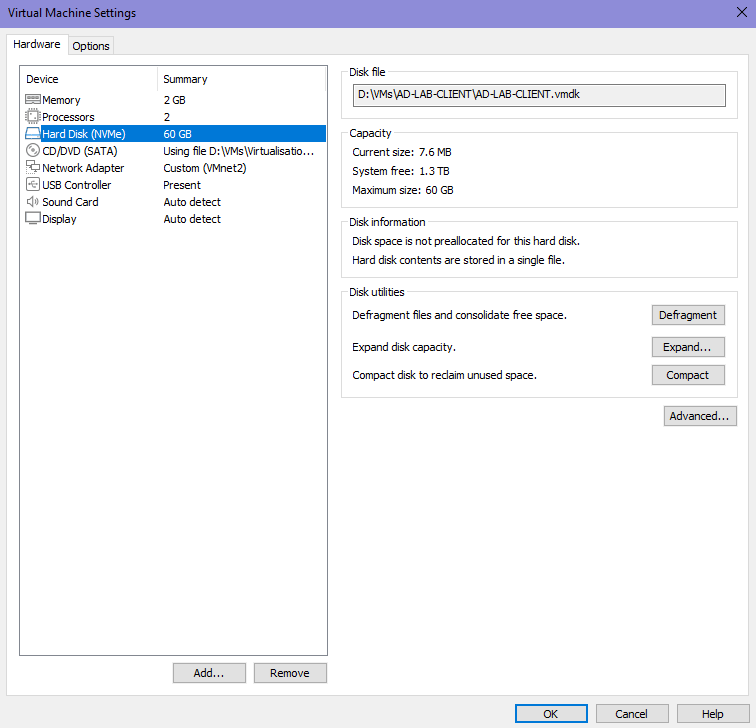 Virtual Machine Settings
Hardware Options
Device Summary
Memory 2 GB
Processors 2
Hard Disk (NVMe) 60 GB
CD/DVD (SATA) Using file D:\VMs\Virtualisatio...
Network Adapter Custom (VMnet2)
USB Controller Present
Sound Card Auto detect
Display Auto detect
Add... Remove
Disk file
D:\VMs\AD-LAB-CLIENT\AD-LAB-CLIENT.vmdk
Capacity
Current size: 7.6 MB
System free: 1.3 TB
Maximum size: 60 GB
Disk information
Disk space is not preallocated for this hard disk.
Hard disk contents are stored in a single file.
Disk utilities
Defragment files and consolidate free space. Defragment
Expand disk capacity. Expand...
Compact disk to reclaim unused space. Compact
Advanced...
OK Cancel Help